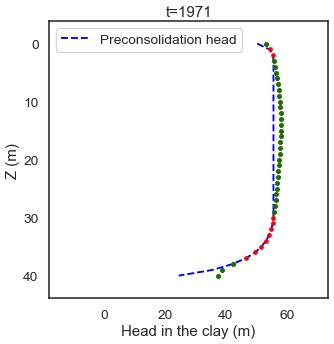 t=1971
Preconsolidation head
0
10
20
30
40
Z (m)
0 20 40 60
Head in the clay (m)